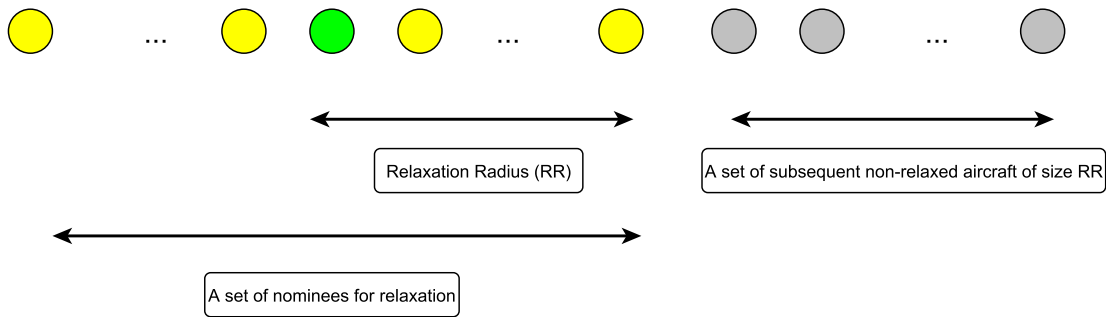 ... ... ...
Relaxation Radius (RR)
A set of subsequent non-relaxed aircraft of size RR
A set of nominees for relaxation